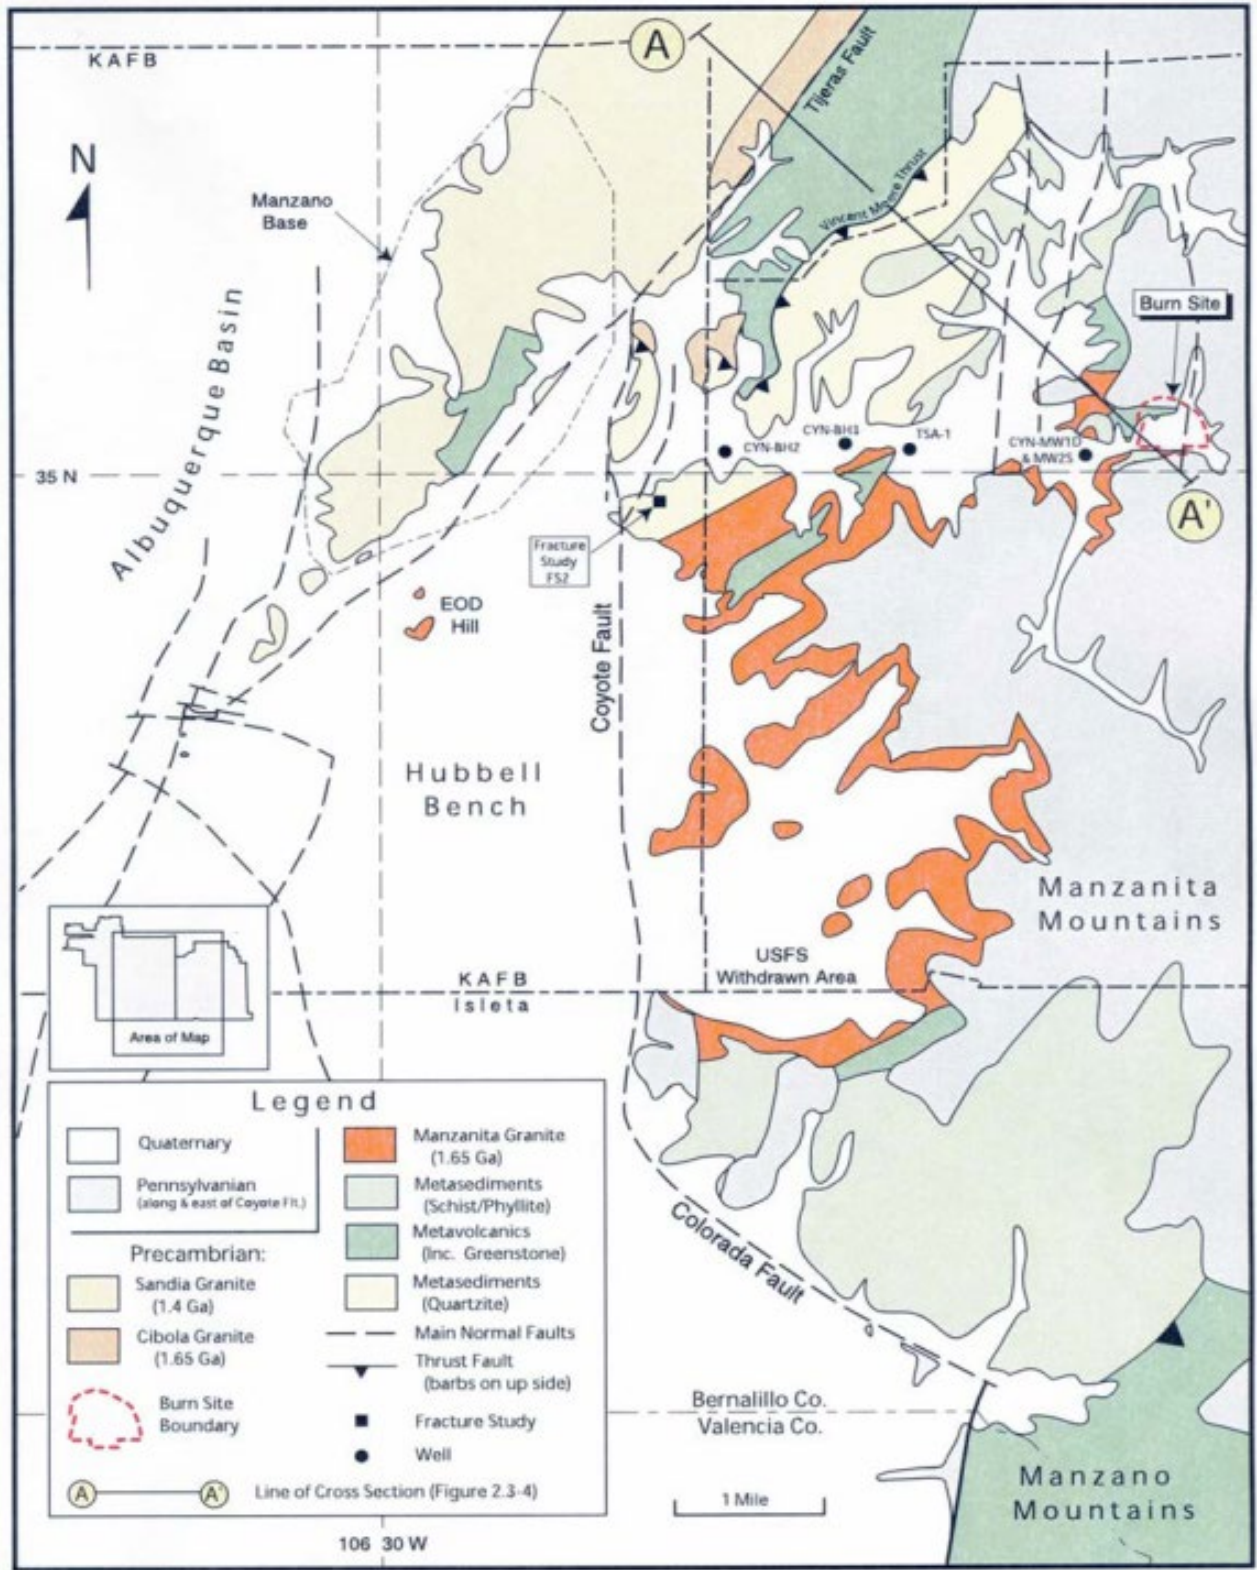 KAFB
A
Tijeras Fault
N
Manzano
Base
Vincent Moore Thrust
Burn Site
Albuquerque Basin
CYN-BH2
CYN-BH1
TSA-1
CYN-MW1D
& MW2S
35 N
A'
Fracture
Study
FS2
EOD
Hill
Coyote Fault
Hubbell
Bench
Manzanita
Mountains
USFS
Withdrawn Area
KAFB
Isleta
Area of Map
Legend
Quaternary
Pennsylvanian
(along & east of Coyote Flt.)
Precambrian:
Sandia Granite
(1.4 Ga)
Cibola Granite
(1.65 Ga)
Burn Site
Boundary
Manzanita Granite
(1.65 Ga)
Metasediments
(Schist/Phyllite)
Metavolcanics
(Inc. Greenstone)
Metasediments
(Quartzite)
Main Normal Faults
Thrust Fault
(barbs on up side)
Fracture Study
Well
A A' Line of Cross Section (Figure 2.3-4)
Colorada Fault
Bernalillo Co.
Valencia Co.
1 Mile
Manzano
Mountains
106 30 W